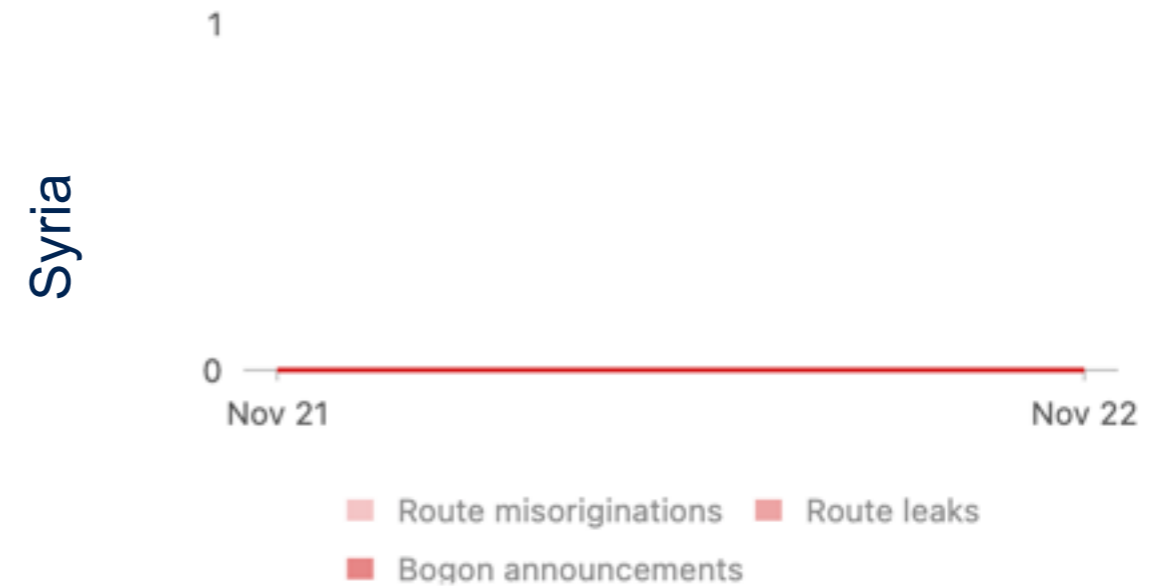 1
Syria
0
Nov 21 Nov 22
Route misoriginations Route leaks
Bogon announcements